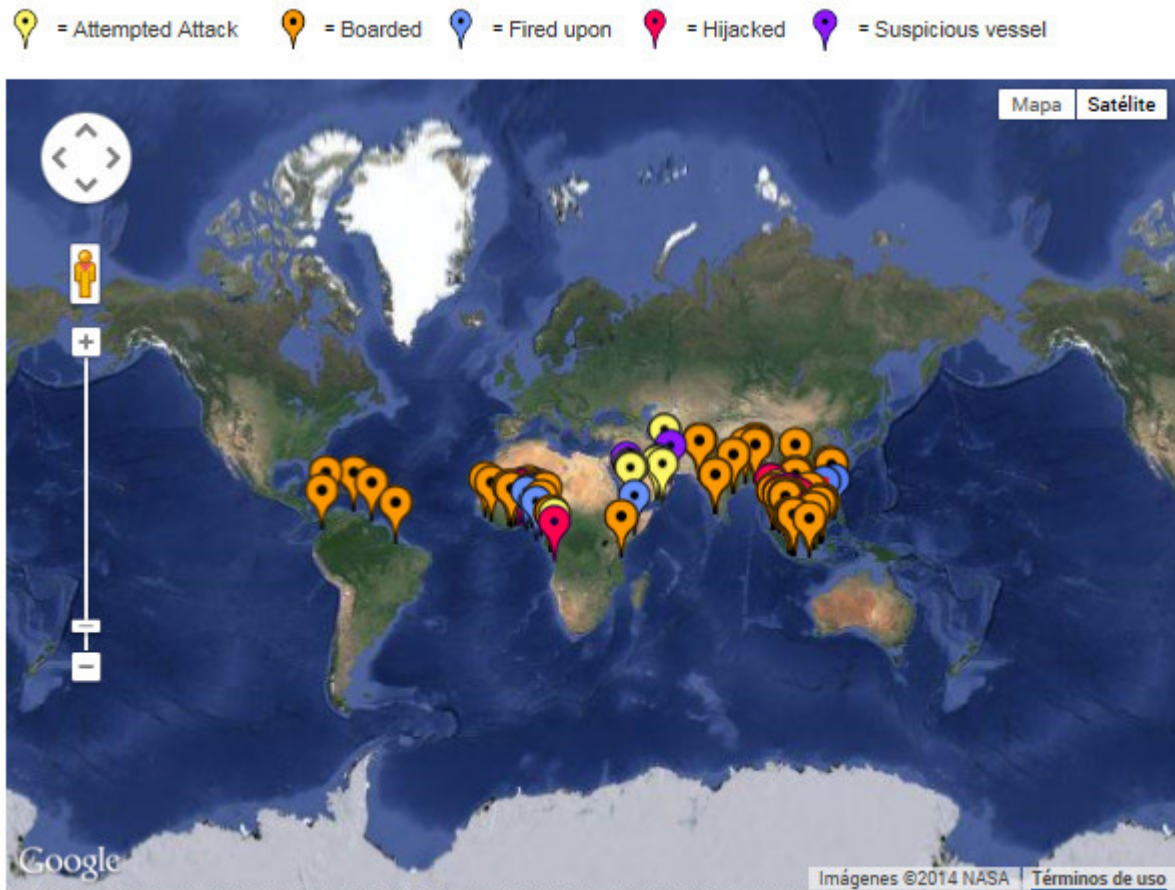 = Attempted Attack = Boarded = Fired upon = Hijacked = Suspicious vessel
Mapa Satélite
Google
Imágenes ©2014 NASA Términos de uso